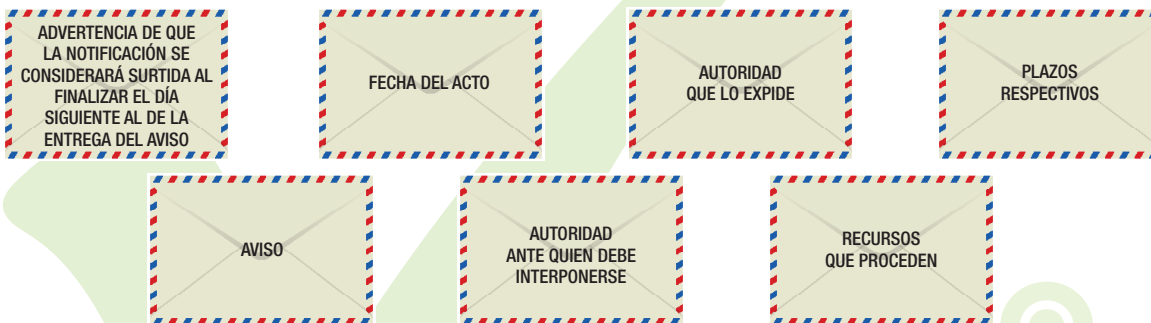 ADVERTENCIA DE QUE
LA NOTIFICACIÓN SE
CONSIDERARÁ SURTIDA AL
FINALIZAR EL DÍA
SIGUIENTE AL DE LA
ENTREGA DEL AVISO
FECHA DEL ACTO
AUTORIDAD
QUE LO EXPIDE
PLAZOS
RESPECTIVOS
AVISO
AUTORIDAD
ANTE QUIEN DEBE
INTERPONERSE
RECURSOS
QUE PROCEDEN